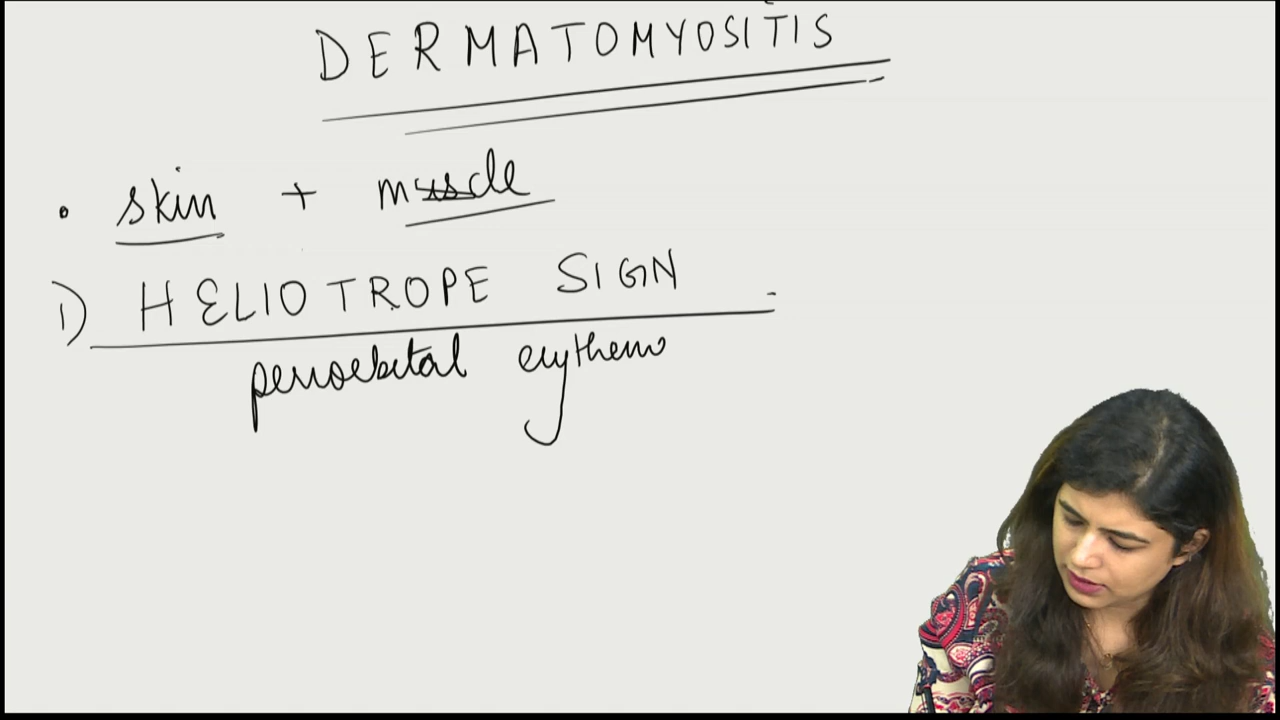 DERMATOMYOSITIS
• skin + muscle
1) HELIOTROPE SIGN
periorbital erythema